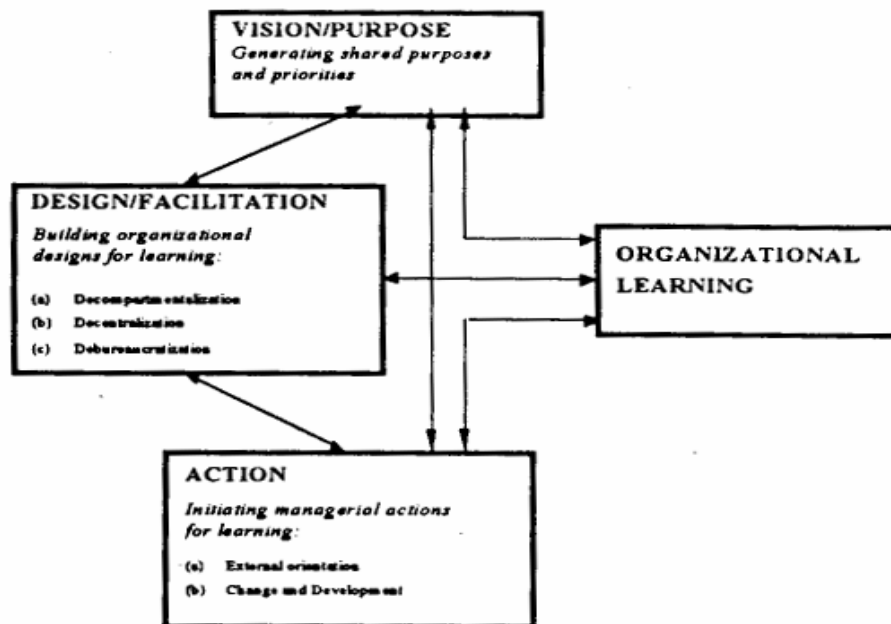 VISION/PURPOSE
Generating shared purposes
and priorities
DESIGN/FACILITATION
Building organizational
designs for learning:
(a) Decompartmentalization
(b) Decentralization
(c) Debureaucratization
ORGANIZATIONAL
LEARNING
ACTION
Initiating managerial actions
for learning:
(a) External orientation
(b) Change and Development